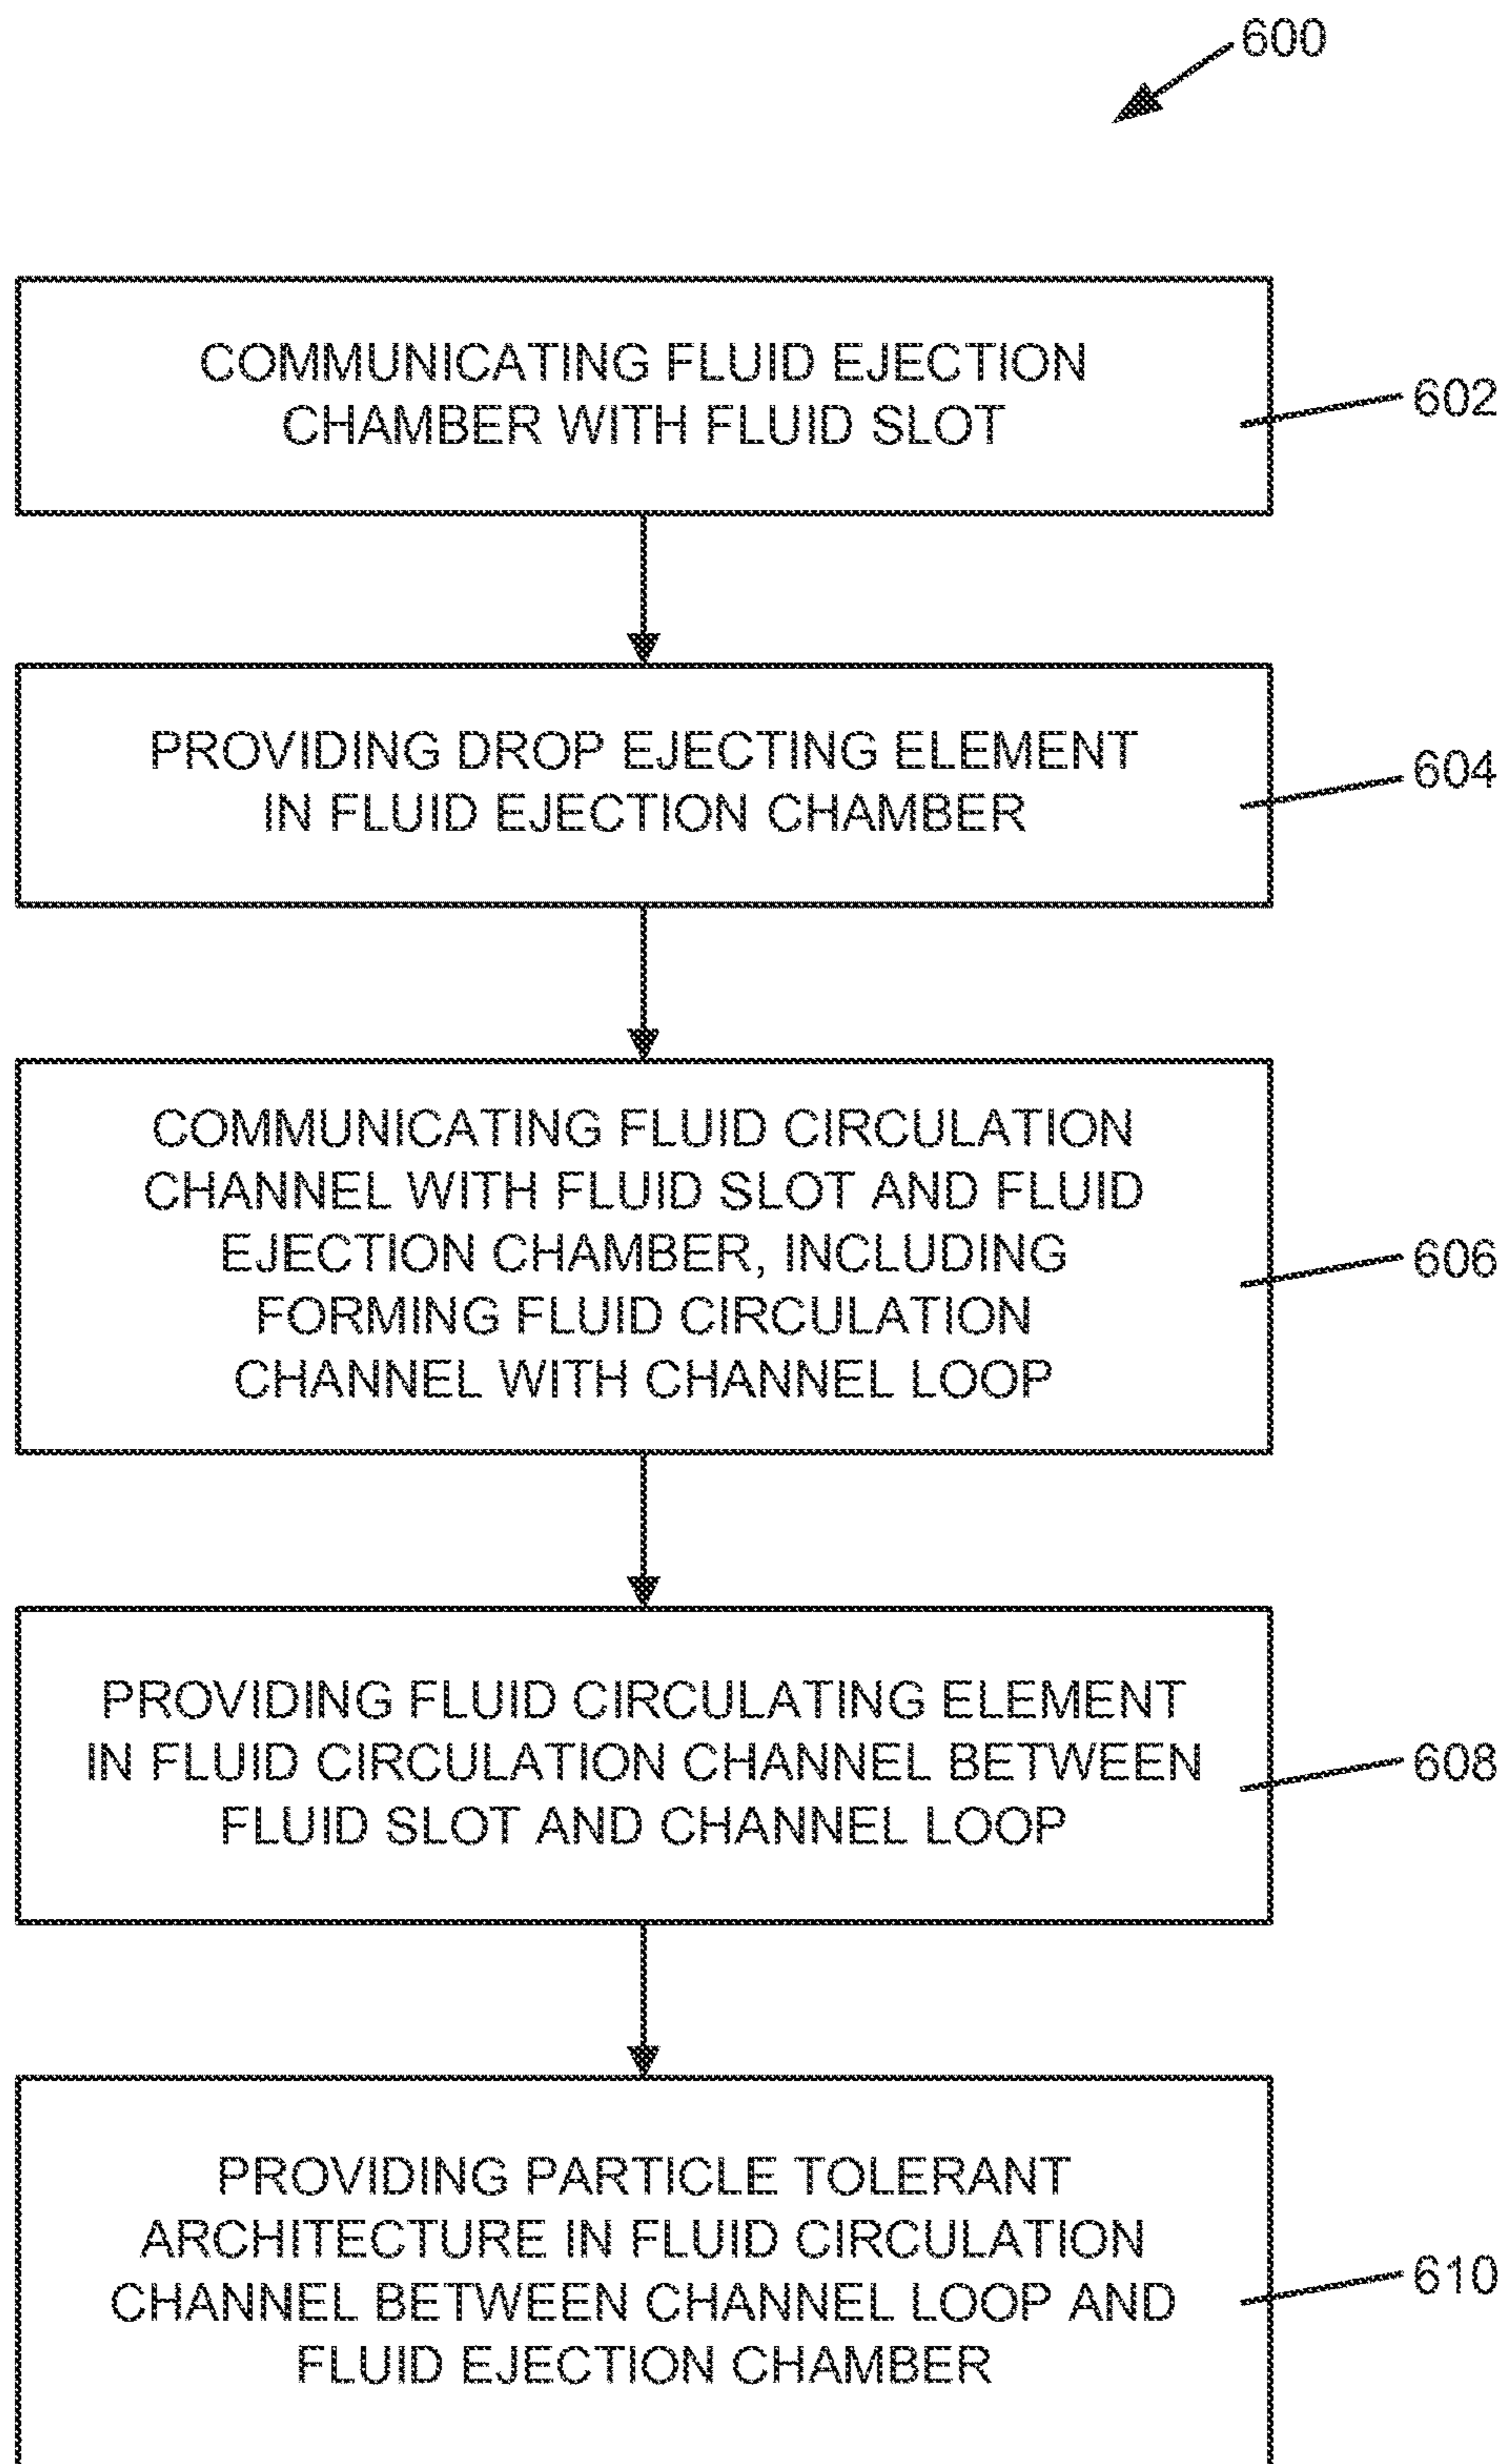 600
COMMUNICATING FLUID EJECTION
CHAMBER WITH FLUID SLOT
602
PROVIDING DROP EJECTING ELEMENT
IN FLUID EJECTION CHAMBER
604
COMMUNICATING FLUID CIRCULATION
CHANNEL WITH FLUID SLOT AND FLUID
EJECTION CHAMBER, INCLUDING
FORMING FLUID CIRCULATION
CHANNEL WITH CHANNEL LOOP
606
PROVIDING FLUID CIRCULATING ELEMENT
IN FLUID CIRCULATION CHANNEL BETWEEN
FLUID SLOT AND CHANNEL LOOP
608
PROVIDING PARTICLE TOLERANT
ARCHITECTURE IN FLUID CIRCULATION
CHANNEL BETWEEN CHANNEL LOOP AND
FLUID EJECTION CHAMBER
610